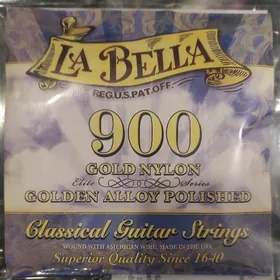 LA BELLA
REG.U.S.PAT.OFF.
900
GOLD NYLON
Elite Series
GOLDEN ALLOY POLISHED
Classical Guitar Strings
WOUND WITH AMERICAN WIRE, MADE IN THE USA.
Superior Quality Since 1640